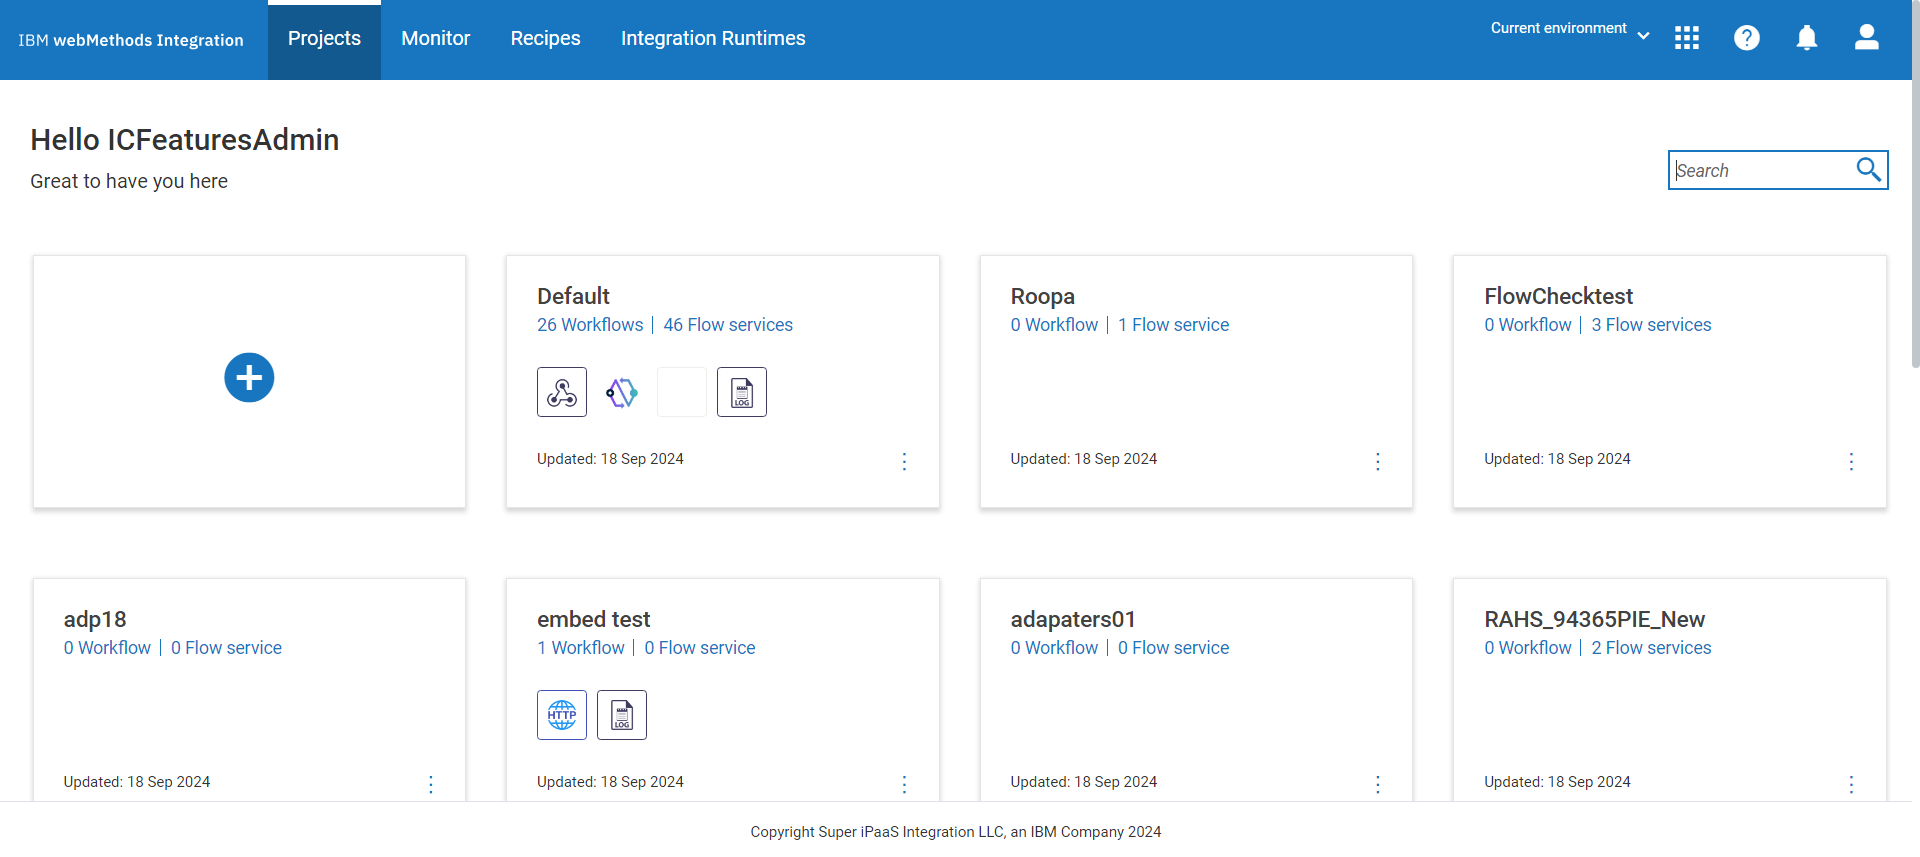 IBM webMethods Integration
Projects
Monitor
Recipes
Integration Runtimes
Current environment
?
Hello ICFeaturesAdmin
Great to have you here
Search
Default
26 Workflows | 46 Flow services
LOG
Updated: 18 Sep 2024
Roopa
0 Workflow | 1 Flow service
Updated: 18 Sep 2024
FlowChecktest
0 Workflow | 3 Flow services
Updated: 18 Sep 2024
adp18
0 Workflow | 0 Flow service
Updated: 18 Sep 2024
embed test
1 Workflow | 0 Flow service
HTTP
LOG
Updated: 18 Sep 2024
adapaters01
0 Workflow | 0 Flow service
Updated: 18 Sep 2024
RAHS_94365PIE_New
0 Workflow | 2 Flow services
Updated: 18 Sep 2024
Copyright Super iPaaS Integration LLC, an IBM Company 2024